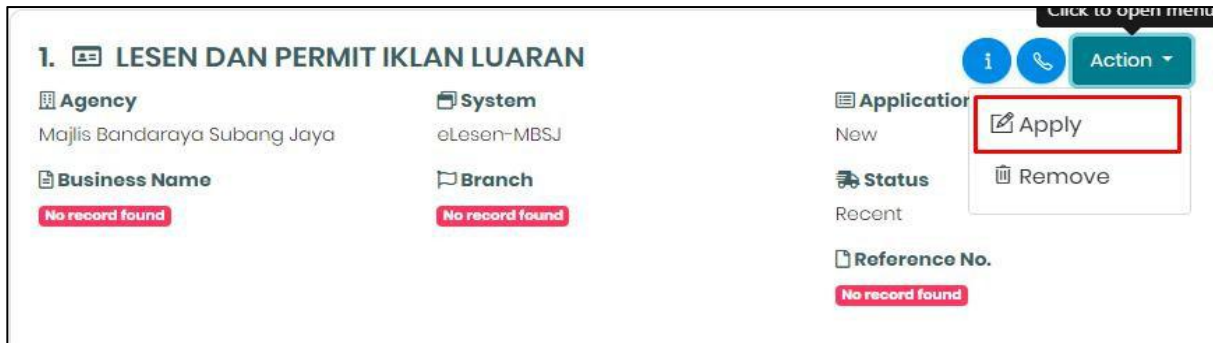 Click to open menu
1. LESEN DAN PERMIT IKLAN LUARAN
i
Action
Agency
System
Application
Apply
Majlis Bandaraya Subang Jaya
eLesen-MBSJ
New
Business Name
Branch
Status
Remove
No record found
No record found
Recent
Reference No.
No record found